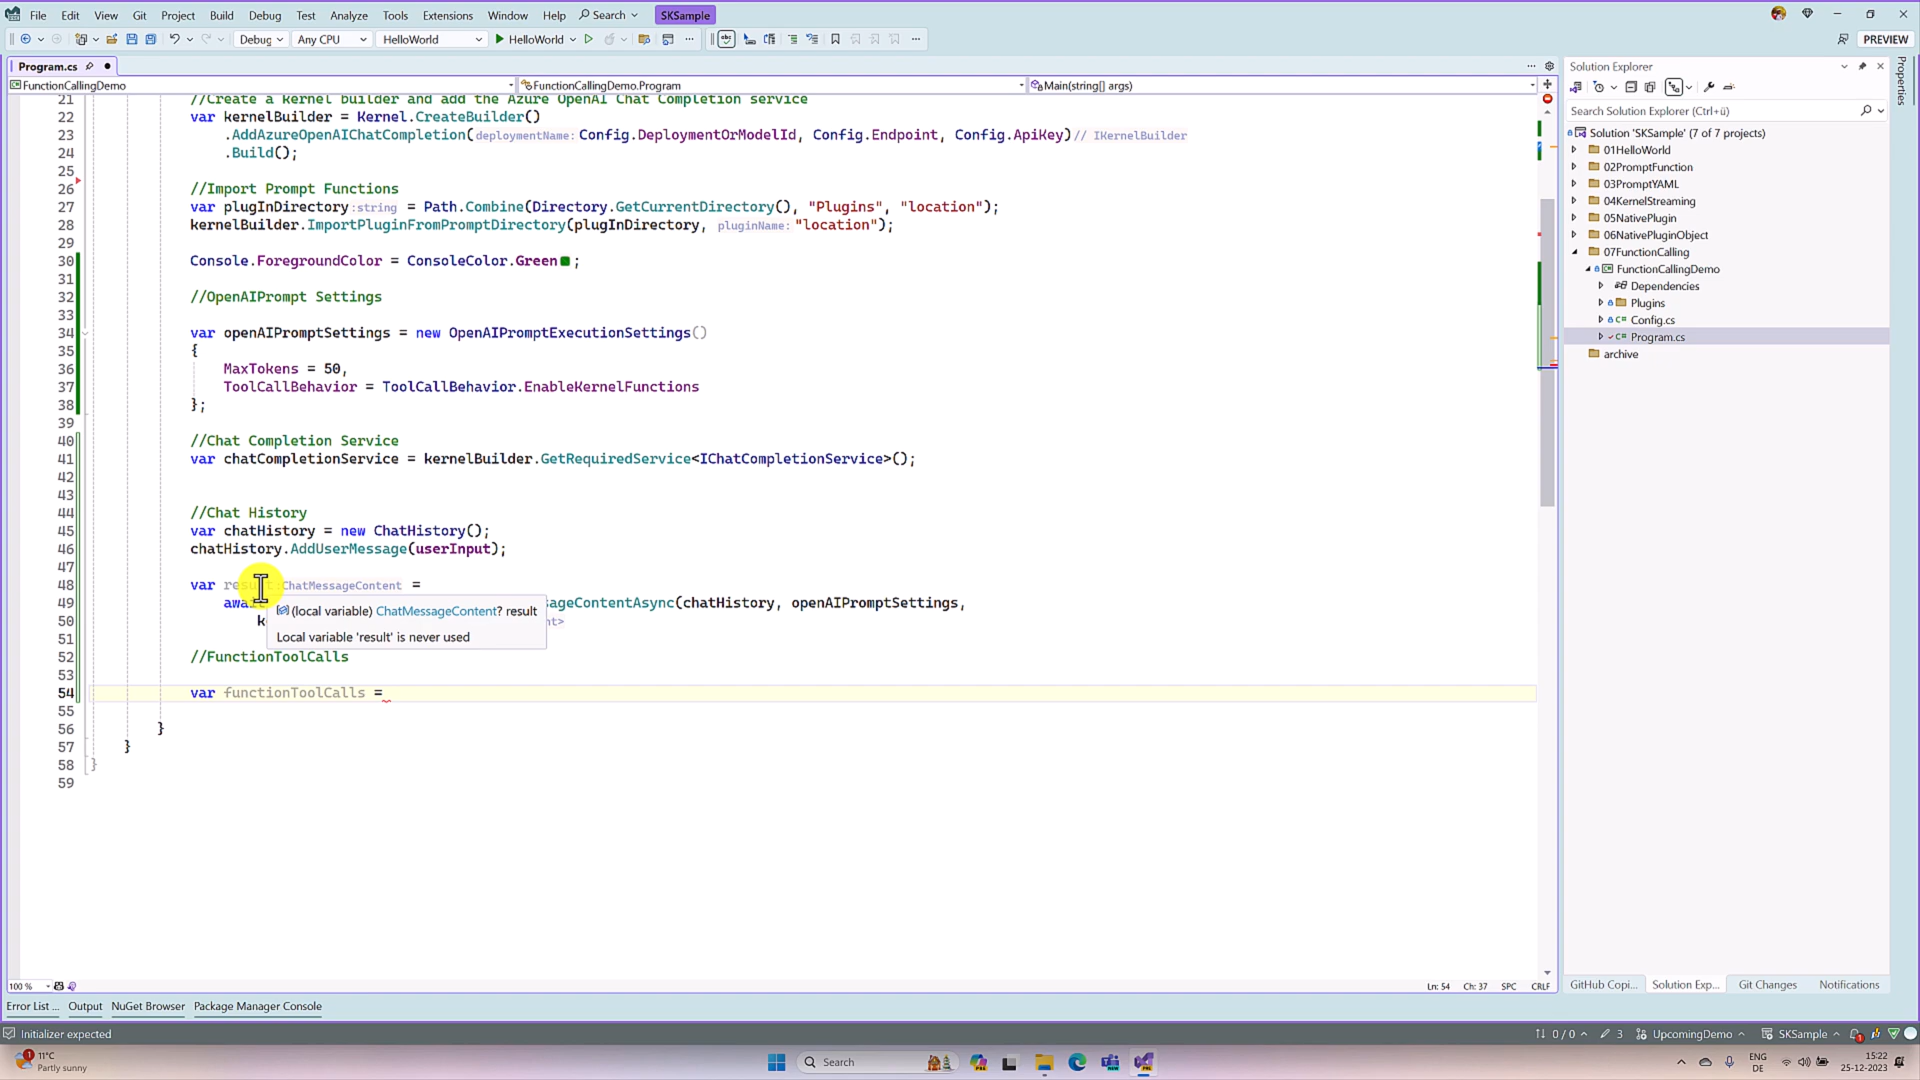 File Edit View Git Project Build Debug Test Analyze Tools Extensions Window Help Search SKSample
Debug Any CPU HelloWorld HelloWorld PREVIEW
Program.cs
FunctionCallingDemo FunctionCallingDemo.Program Main(string[] args)
21 //Create a kernel builder and add the Azure OpenAI Chat Completion service
22 var kernelBuilder = Kernel.CreateBuilder()
23 .AddAzureOpenAIChatCompletion(deploymentName: Config.DeploymentOrModelId, Config.Endpoint, Config.ApiKey)// IKernelBuilder
24 .Build();
25
26 //Import Prompt Functions
27 var plugInDirectory:string = Path.Combine(Directory.GetCurrentDirectory(), "Plugins", "location");
28 kernelBuilder.ImportPluginFromPromptDirectory(plugInDirectory, pluginName: "location");
29
30 Console.ForegroundColor = ConsoleColor.Green;
31
32 //OpenAIPrompt Settings
33
34 var openAIPromptSettings = new OpenAIPromptExecutionSettings()
35 {
36 MaxTokens = 50,
37 ToolCallBehavior = ToolCallBehavior.EnableKernelFunctions
38 };
39
40 //Chat Completion Service
41 var chatCompletionService = kernelBuilder.GetRequiredService<IChatCompletionService>();
42
43
44 //Chat History
45 var chatHistory = new ChatHistory();
46 chatHistory.AddUserMessage(userInput);
47
48 var result:ChatMessageContent =
49 await ageContentAsync(chatHistory, openAIPromptSettings,
(local variable) ChatMessageContent? result
50 k nt>
Local variable 'result' is never used
51
52 //FunctionToolCalls
53
54 var functionToolCalls =
55
56 }
57 }
58 }
59
100 % Ln: 54 Ch: 37 SPC CRLF
Error List ... Output NuGet Browser Package Manager Console
Initializer expected 0 / 0 3 UpcomingDemo SKSample 1
Properties
Solution Explorer
Search Solution Explorer (Ctrl+ü)
Solution 'SKSample' (7 of 7 projects)
01HelloWorld
02PromptFunction
03PromptYAML
04KernelStreaming
05NativePlugin
06NativePluginObject
07FunctionCalling
FunctionCallingDemo
Dependencies
Plugins
Config.cs
Program.cs
archive
GitHub Copi... Solution Exp... Git Changes Notifications
1 11°C
Partly sunny
Search
ENG
DE
15:22
25-12-2023